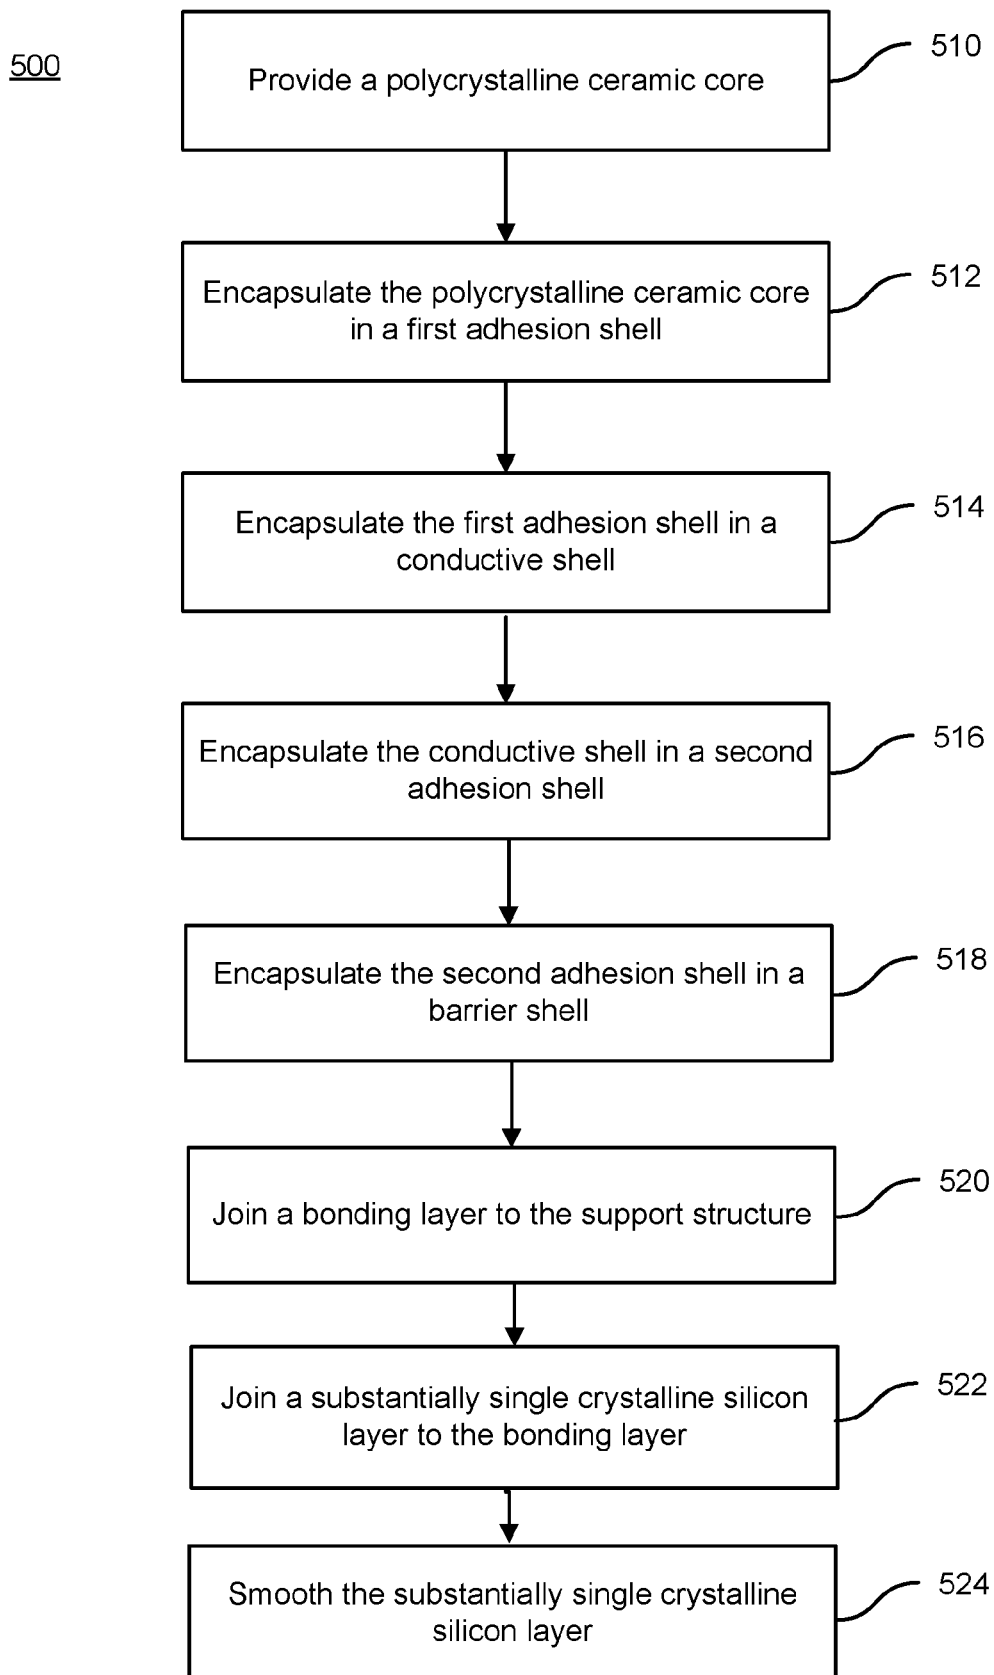 500
510
Provide a polycrystalline ceramic core
512
Encapsulate the polycrystalline ceramic core
in a first adhesion shell
514
Encapsulate the first adhesion shell in a
conductive shell
516
Encapsulate the conductive shell in a second
adhesion shell
518
Encapsulate the second adhesion shell in a
barrier shell
520
Join a bonding layer to the support structure
522
Join a substantially single crystalline silicon
layer to the bonding layer
524
Smooth the substantially single crystalline
silicon layer